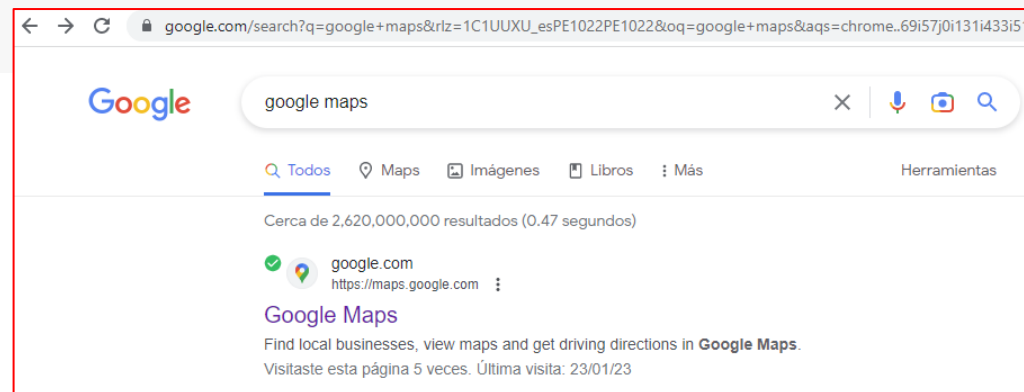 google.com/search?q=google+maps&rlz=1C1UUXU_esPE1022PE1022&oq=google+maps&aqs=chrome..69i57j0i131i433i51
Google google maps
Todos Maps Imágenes Libros Más Herramientas
Cerca de 2,620,000,000 resultados (0.47 segundos)
google.com
https://maps.google.com
Google Maps
Find local businesses, view maps and get driving directions in Google Maps.
Visitaste esta página 5 veces. Última visita: 23/01/23